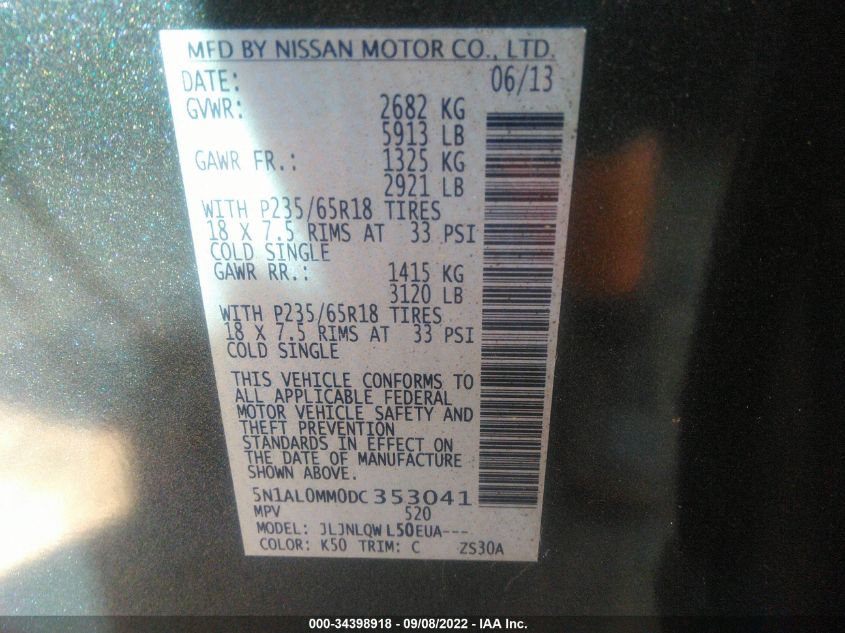 MFD BY NISSAN MOTOR CO., LTD.
DATE: 06/13
GVWR: 2682 KG
5913 LB
GAWR FR.: 1325 KG
2921 LB
WITH P235/65R18 TIRES
18 X 7.5 RIMS AT 33 PSI
COLD SINGLE
GAWR RR.: 1415 KG
3120 LB
WITH P235/65R18 TIRES
18 X 7.5 RIMS AT 33 PSI
COLD SINGLE
THIS VEHICLE CONFORMS TO
ALL APPLICABLE FEDERAL
MOTOR VEHICLE SAFETY AND
THEFT PREVENTION
STANDARDS IN EFFECT ON
THE DATE OF MANUFACTURE
SHOWN ABOVE.
5N1AL0MM0DC353041
MPV 520
MODEL: JLJNLQWL50EUA---
COLOR: K50 TRIM: C ZS30A
000-34398918 - 09/08/2022 - IAA Inc.